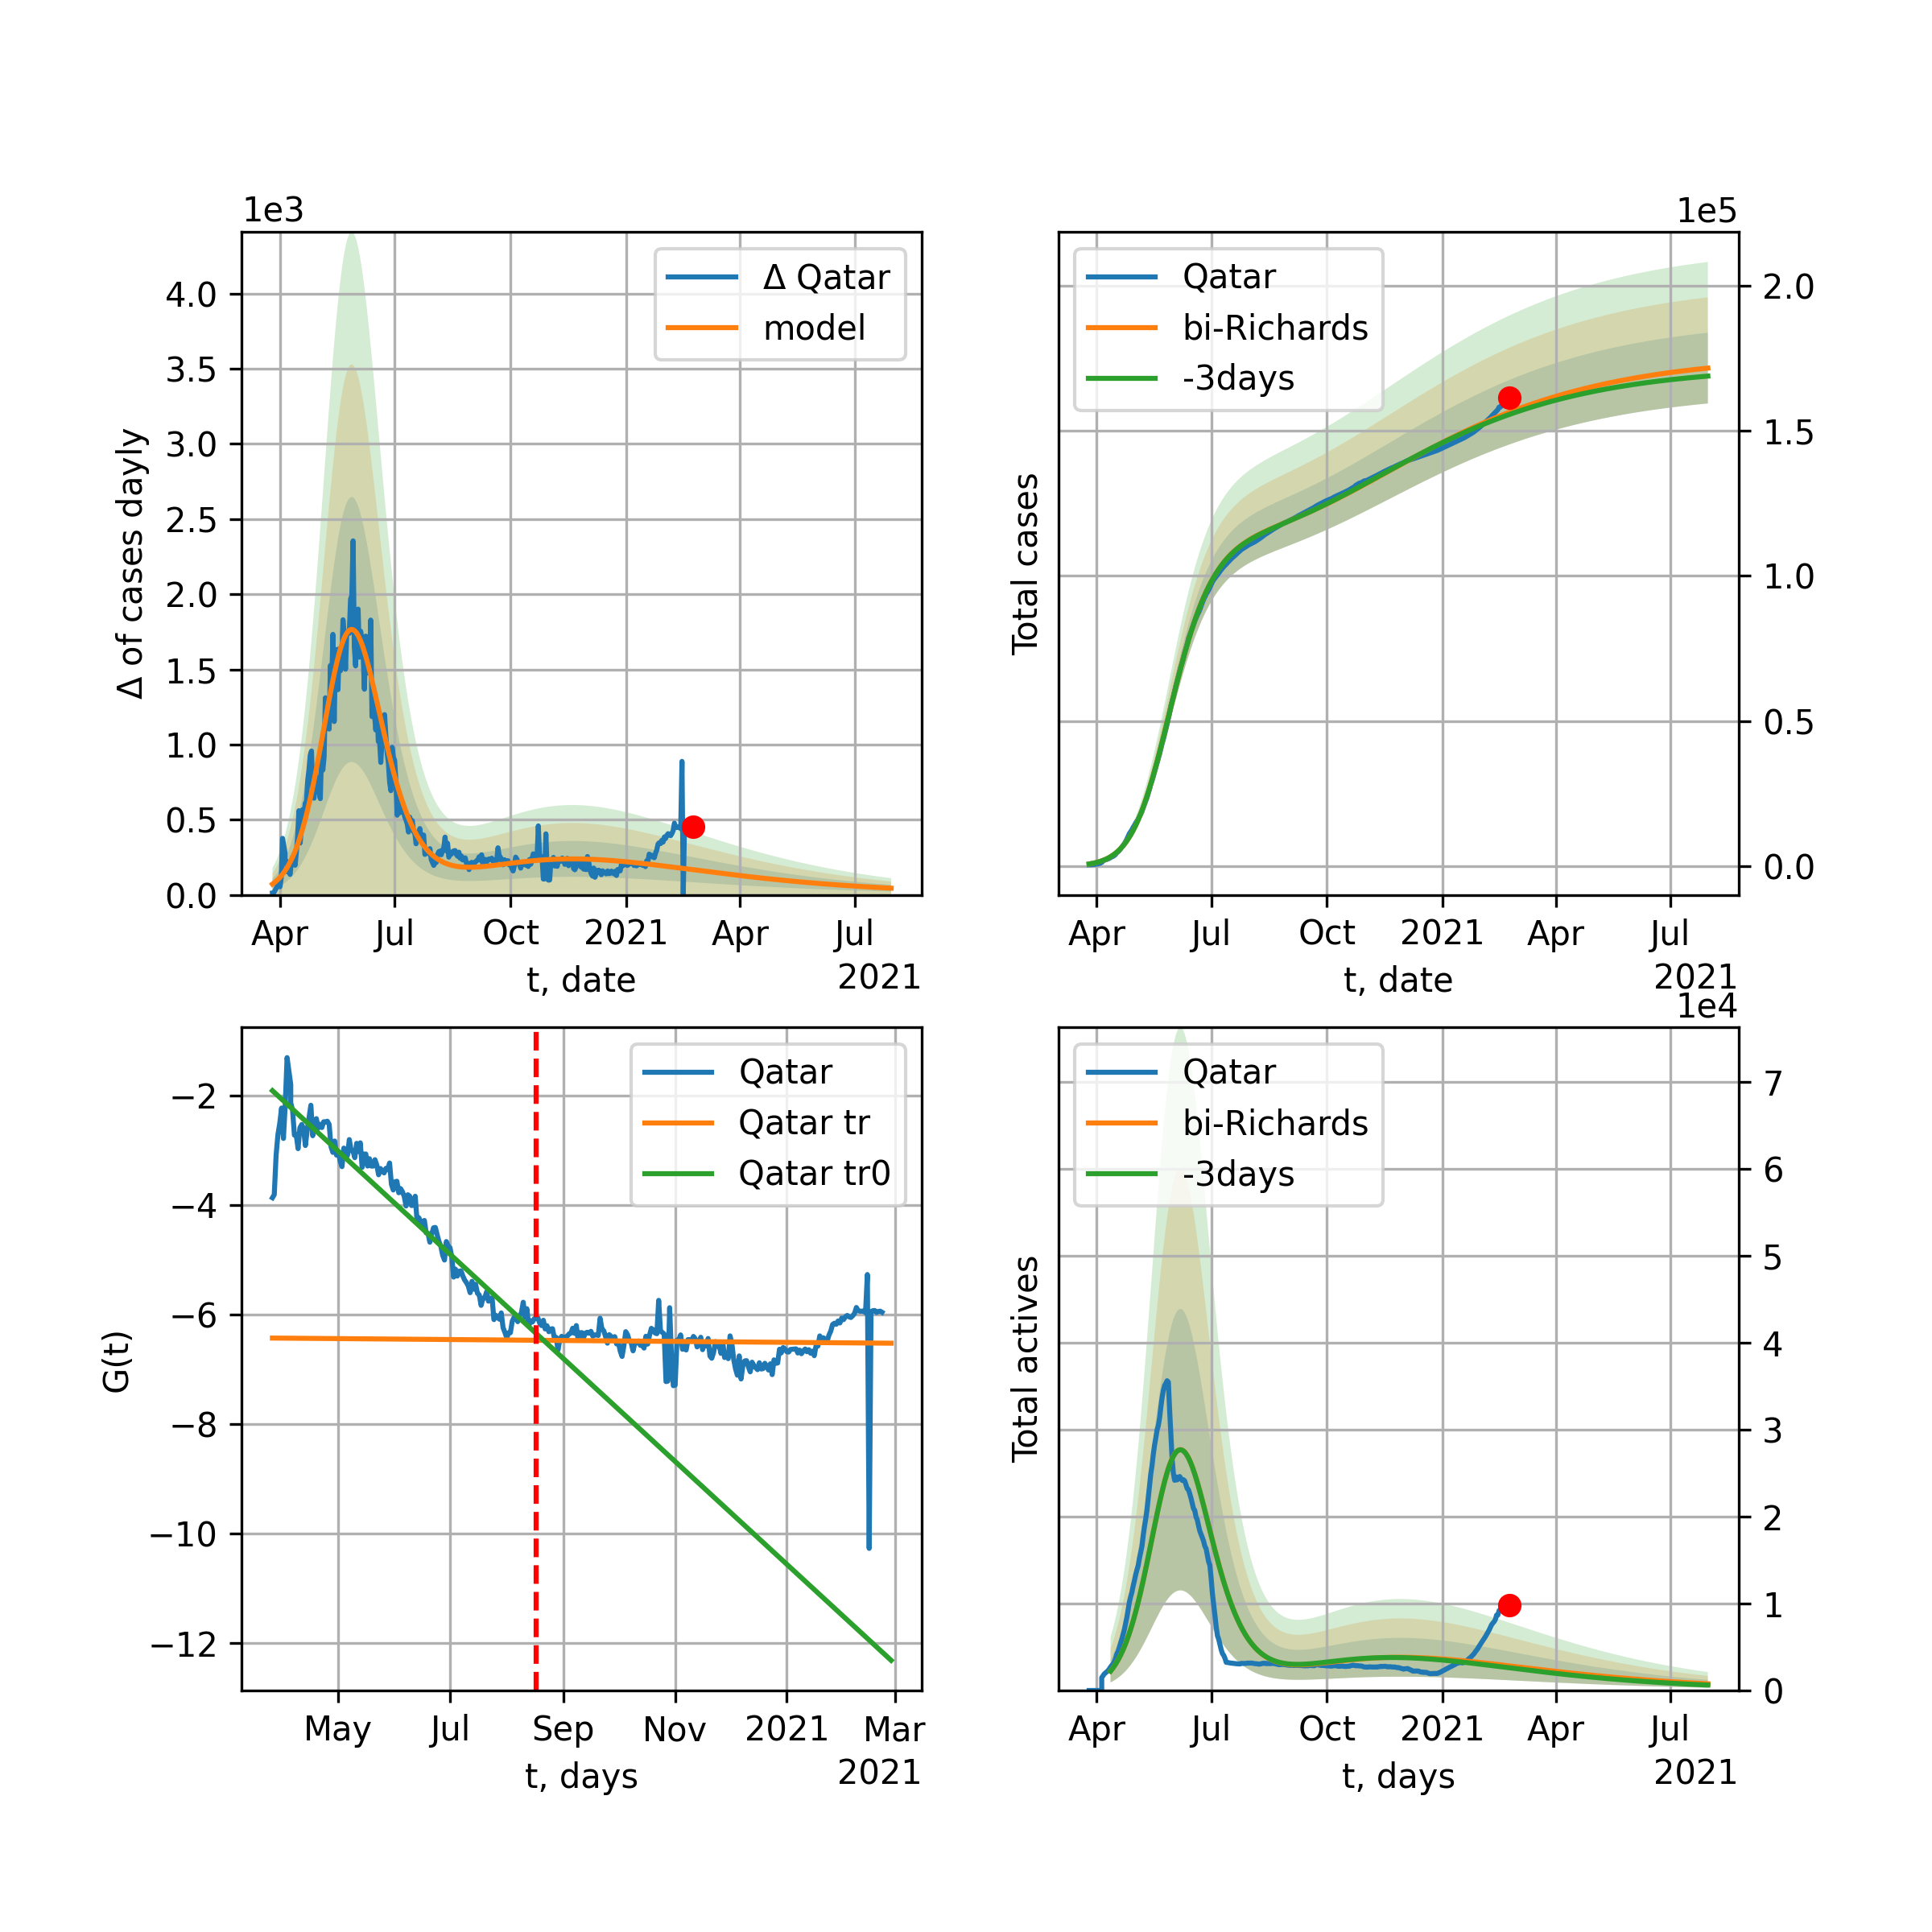 1e3
Δ of cases dayly
4.0
3.5
3.0
2.5
2.0
1.5
1.0
0.5
0.0
Δ Qatar
model
Apr Jul Oct 2021 Apr Jul
t, date
2021
1e5
Total cases
Qatar
bi-Richards
-3days
2.0
1.5
1.0
0.5
0.0
Apr Jul Oct 2021 Apr Jul
t, date
2021
G(t)
−2
−4
−6
−8
−10
−12
Qatar
Qatar tr
Qatar tr0
May Jul Sep Nov 2021 Mar
t, days
2021
1e4
Total actives
Qatar
bi-Richards
-3days
7
6
5
4
3
2
1
0
Apr Jul Oct 2021 Apr Jul
t, days
2021